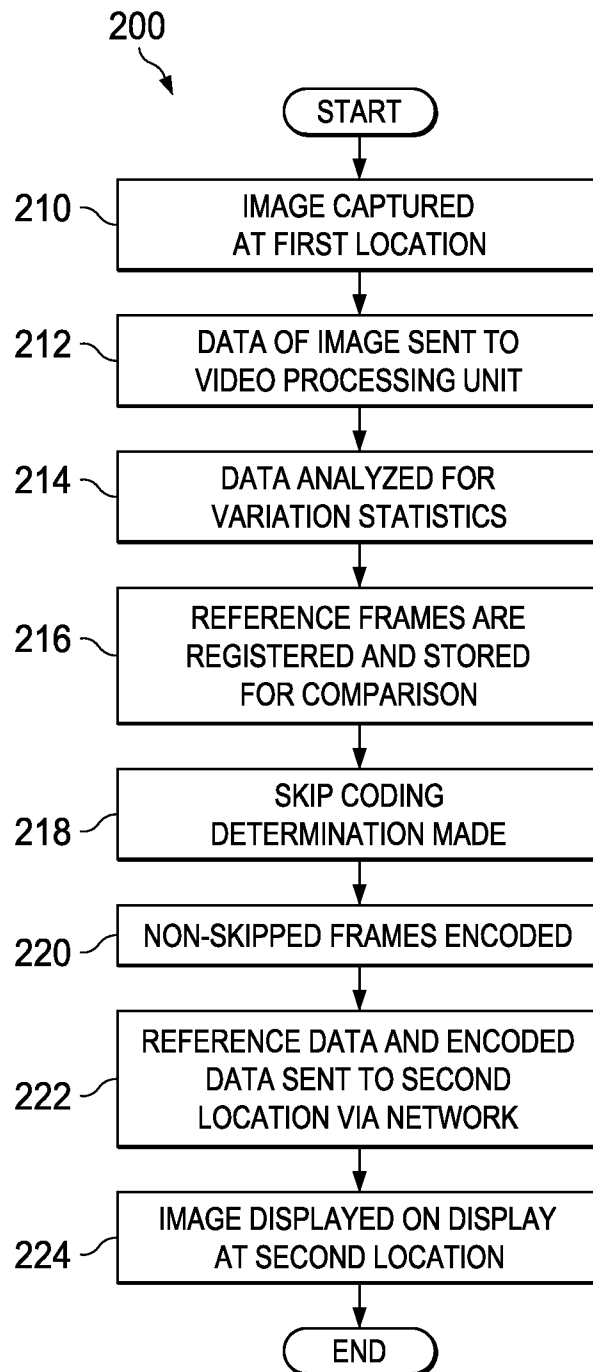 200
START
210
IMAGE CAPTURED
AT FIRST LOCATION
212
DATA OF IMAGE SENT TO
VIDEO PROCESSING UNIT
214
DATA ANALYZED FOR
VARIATION STATISTICS
216
REFERENCE FRAMES ARE
REGISTERED AND STORED
FOR COMPARISON
218
SKIP CODING
DETERMINATION MADE
220
NON-SKIPPED FRAMES ENCODED
222
REFERENCE DATA AND ENCODED
DATA SENT TO SECOND
LOCATION VIA NETWORK
224
IMAGE DISPLAYED ON DISPLAY
AT SECOND LOCATION
END